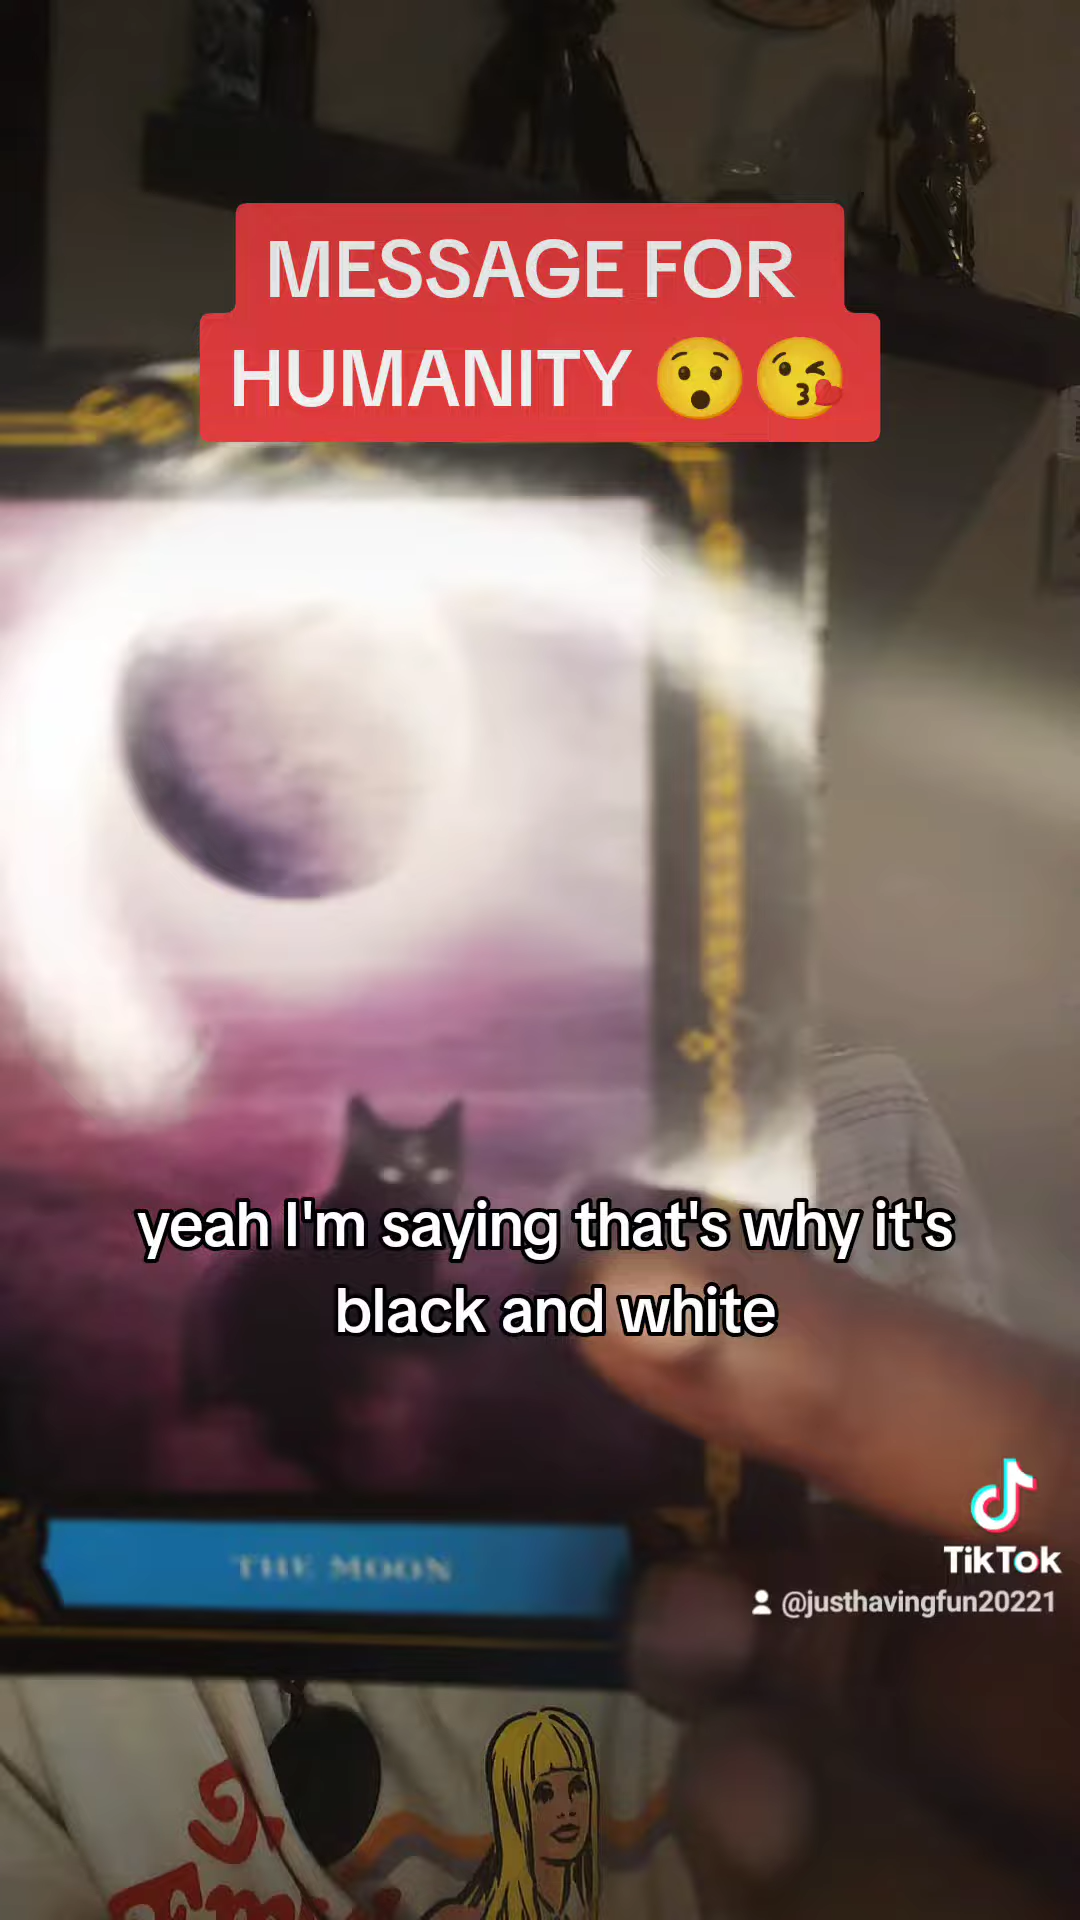 MESSAGE FOR
HUMANITY 😯😘
yeah I'm saying that's why it's
black and white
THE MOON
TikTok
@justhavingfun20221